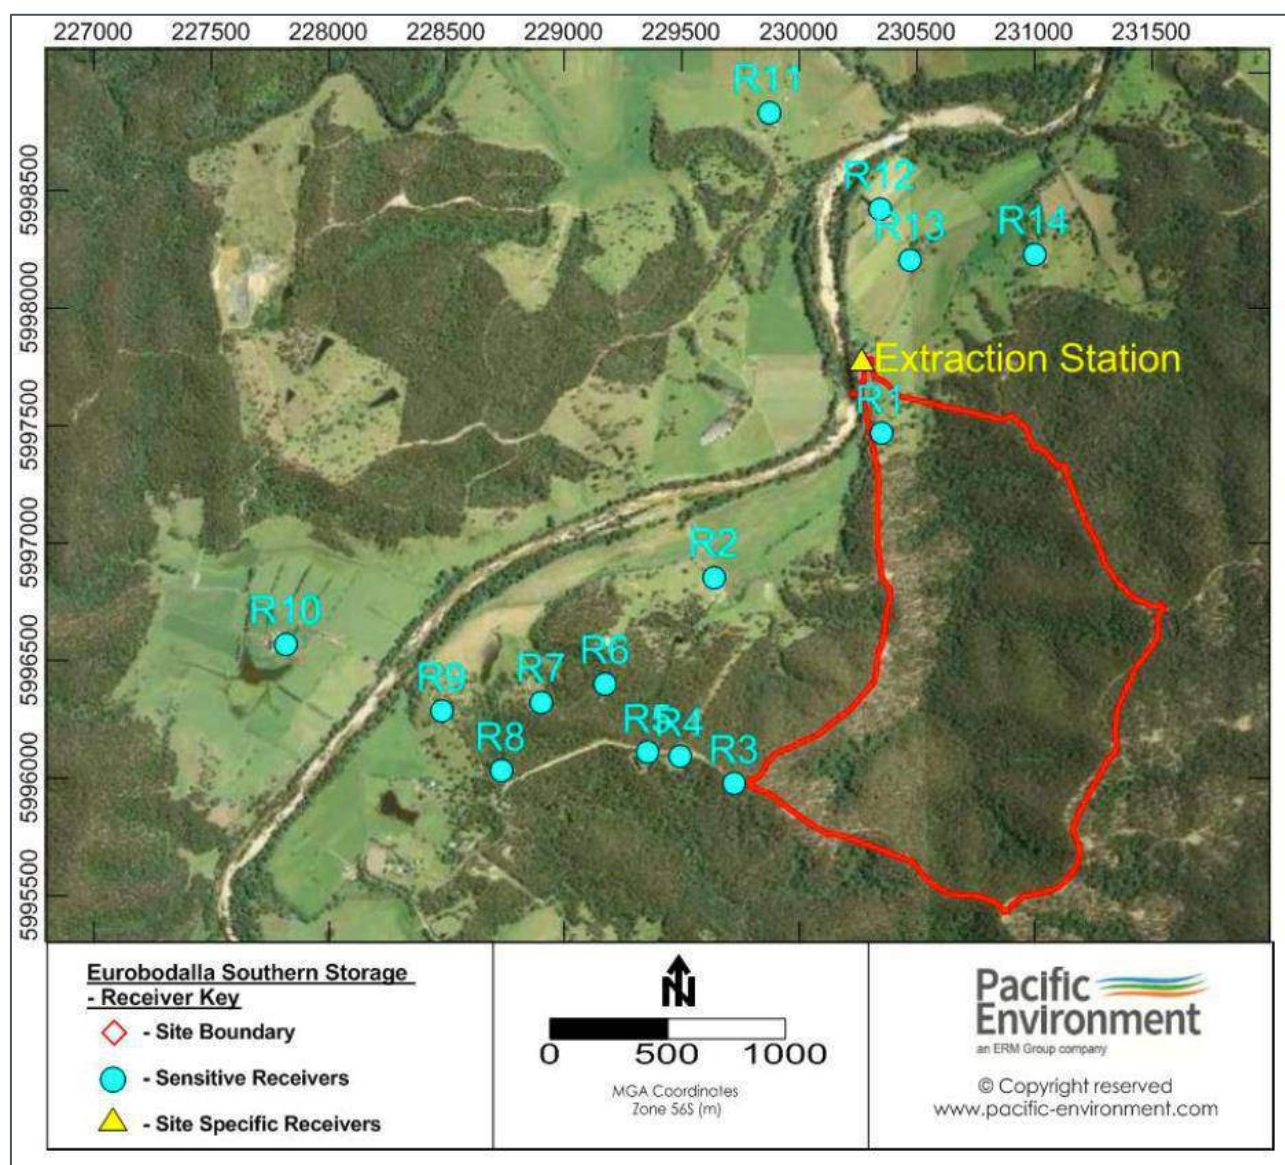 227000 227500 228000 228500 229000 229500 230000 230500 231000 231500
5998500
5998000
5997500
5997000
5996500
5996000
5995500
R11
R12
R13
R14
Extraction Station
R1
R2
R10
R6
R7
R9
R5
R4
R3
R8
Eurobodalla Southern Storage
- Receiver Key
- Site Boundary
- Sensitive Receivers
- Site Specific Receivers
N
0 500 1000
MGA Coordinates
Zone 56S (m)
Pacific
Environment
an ERM Group company
© Copyright reserved
www.pacific-environment.com